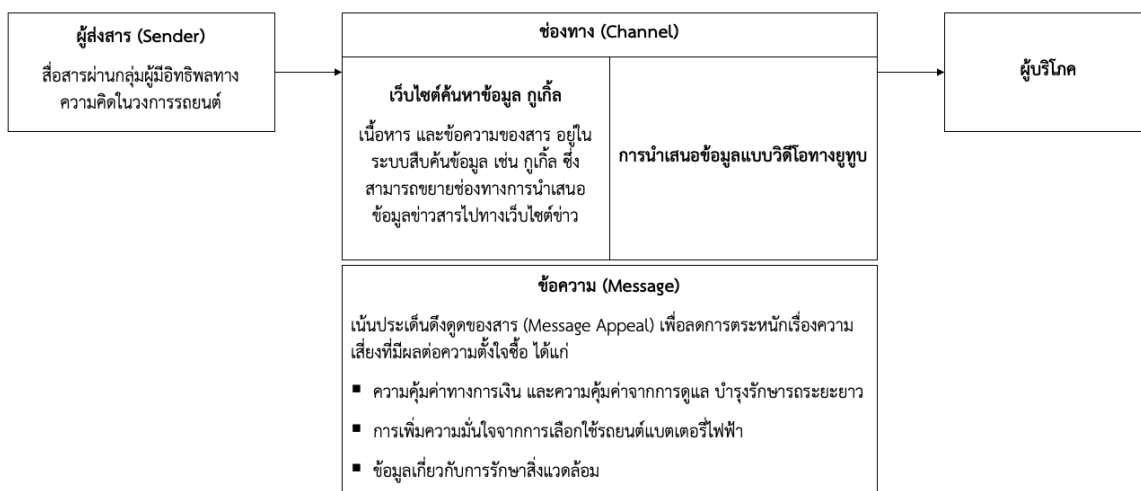 ผู้ส่งสาร (Sender)
สื่อสารผ่านกลุ่มผู้มีอิทธิพลทาง
ความคิดในวงการรถยนต์
ช่องทาง (Channel)
เว็บไซต์ค้นหาข้อมูล กูเกิ้ล
เนื้อหาร และข้อความของสาร อยู่ใน
ระบบสืบค้นข้อมูล เช่น กูเกิ้ล ซึ่ง
สามารถขยายช่องทางการนำเสนอ
ข้อมูลข่าวสารไปทางเว็บไซต์ข่าว
การนำเสนอข้อมูลแบบวิดีโอทางยูทูบ
ผู้บริโภค
ข้อความ (Message)
เน้นประเด็นดึงดูดของสาร (Message Appeal) เพื่อลดการตระหนักเรื่องความ
เสี่ยงที่มีผลต่อความตั้งใจซื้อ ได้แก่
▪ ความคุ้มค่าทางการเงิน และความคุ้มค่าจากการดูแล บำรุงรักษารถระยะยาว
▪ การเพิ่มความมั่นใจจากการเลือกใช้รถยนต์แบตเตอรี่ไฟฟ้า
▪ ข้อมูลเกี่ยวกับการรักษาสิ่งแวดล้อม